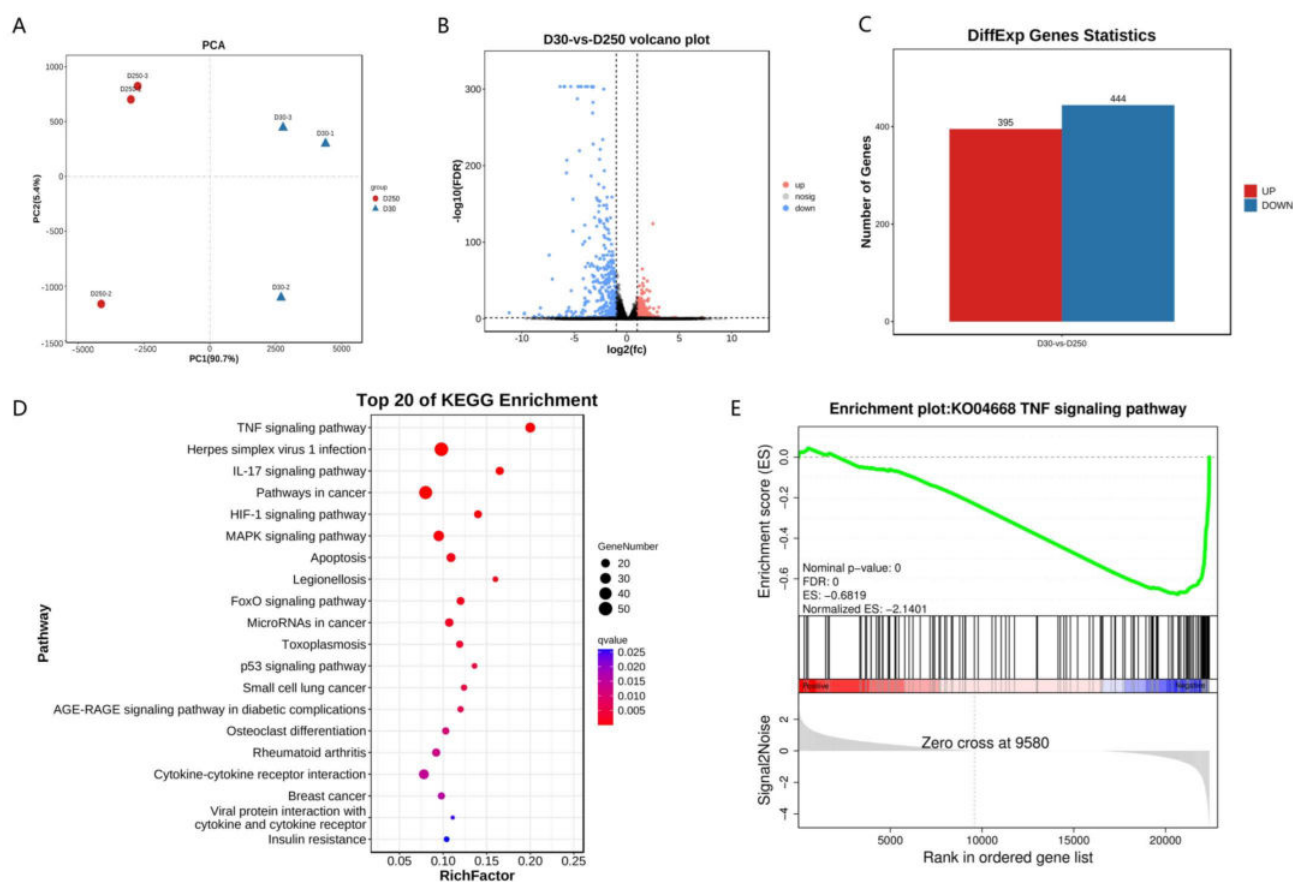 A
PCA
1000
500
0
-500
-1000
-1500
PC2(5.4%)
D250-3
D30-3
D30-1
D250-2
D30-2
group
D250
D30
-5000
-2500
0
2500
5000
PC1(90.7%)
B
D30-vs-D250 volcano plot
300
200
100
0
-log10(FDR)
up
nosig
down
-10
-5
0
5
10
log2(fc)
C
DiffExp Genes Statistics
395
444
400
200
0
Number of Genes
UP
DOWN
D30-vs-D250
D
Top 20 of KEGG Enrichment
Pathway
TNF signaling pathway
Herpes simplex virus 1 infection
IL-17 signaling pathway
Pathways in cancer
HIF-1 signaling pathway
MAPK signaling pathway
Apoptosis
Legionellosis
FoxO signaling pathway
MicroRNAs in cancer
Toxoplasmosis
p53 signaling pathway
Small cell lung cancer
AGE-RAGE signaling pathway in diabetic complications
Osteoclast differentiation
Rheumatoid arthritis
Cytokine-cytokine receptor interaction
Breast cancer
Viral protein interaction with
cytokine and cytokine receptor
Insulin resistance
GeneNumber
20
30
40
50
qvalue
0.025
0.020
0.015
0.010
0.005
0.05
0.10
0.15
0.20
0.25
RichFactor
E
Enrichment plot:KO04668 TNF signaling pathway
Enrichment score (ES)
0.0
-0.2
-0.4
-0.6
Nominal p-value: 0
FDR: 0
ES: -0.6819
Normalized ES: -2.1401
Positive
Negative
Signal2Noise
2
0
-2
-4
Zero cross at 9580
5000
10000
15000
20000
Rank in ordered gene list